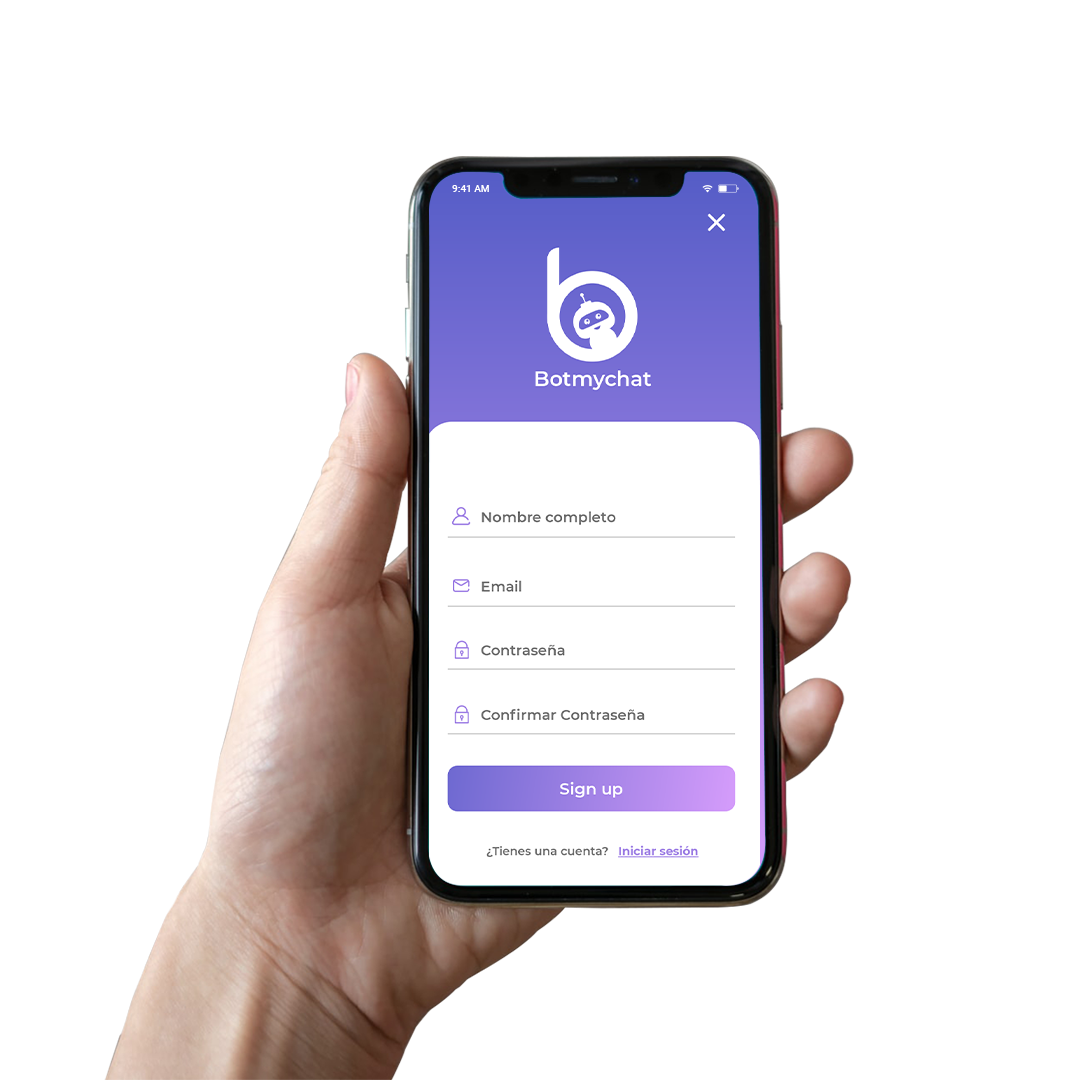 9:41 AM
Botmychat
Nombre completo
Email
Contraseña
Confirmar Contraseña
Sign up
¿Tienes una cuenta? Iniciar sesión